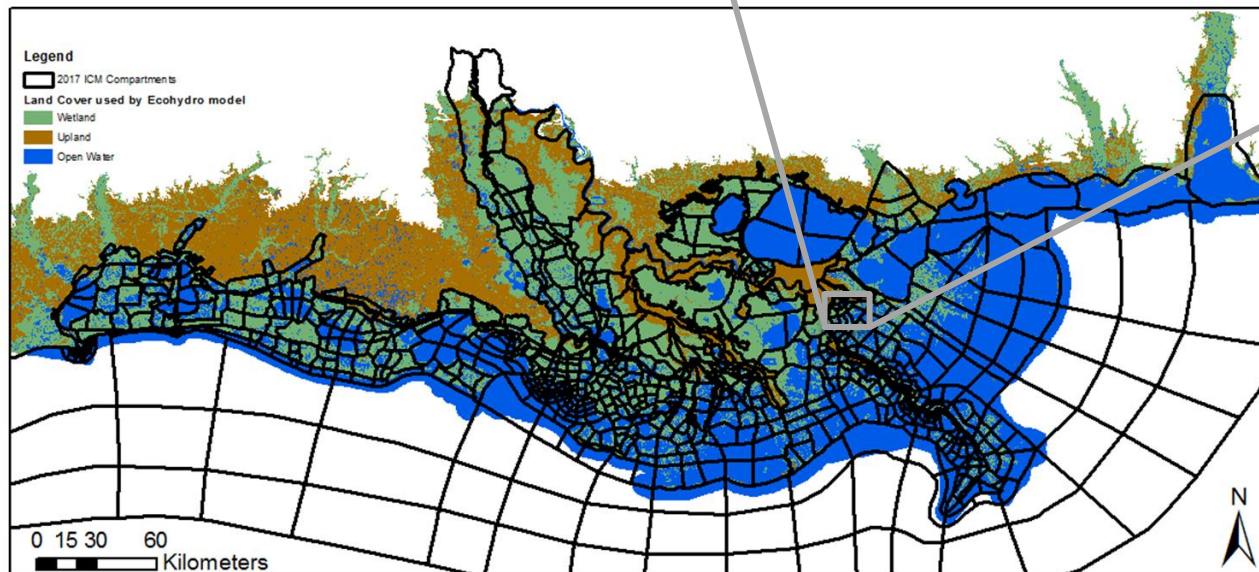 Legend
2017 ICM Compartments
Land Cover used by Ecohydro model
Wetland
Upland
Open Water
N
0 15 30 60
Kilometers